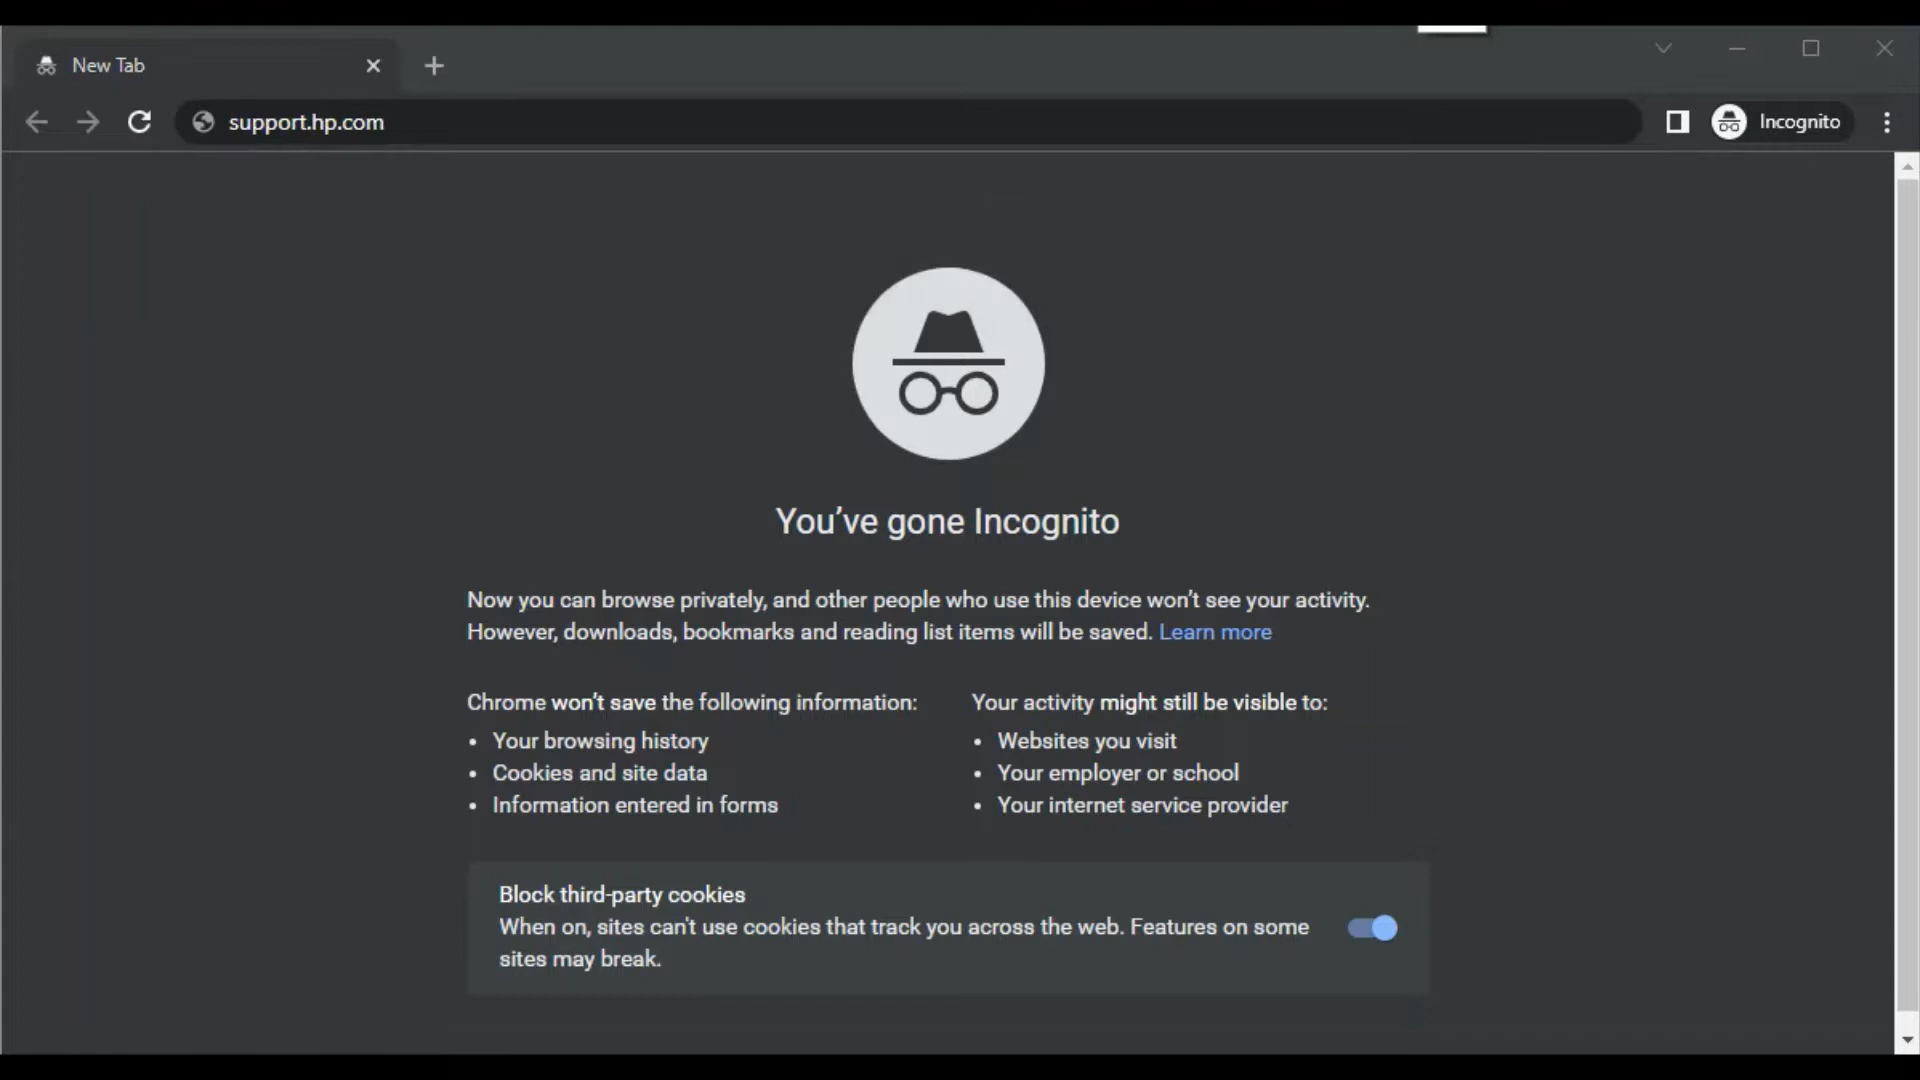 New Tab
support.hp.com
Incognito
You’ve gone Incognito
Now you can browse privately, and other people who use this device won’t see your activity.
However, downloads, bookmarks and reading list items will be saved. Learn more
Chrome won’t save the following information:
Your browsing history
Cookies and site data
Information entered in forms
Your activity might still be visible to:
Websites you visit
Your employer or school
Your internet service provider
Block third-party cookies
When on, sites can't use cookies that track you across the web. Features on some
sites may break.